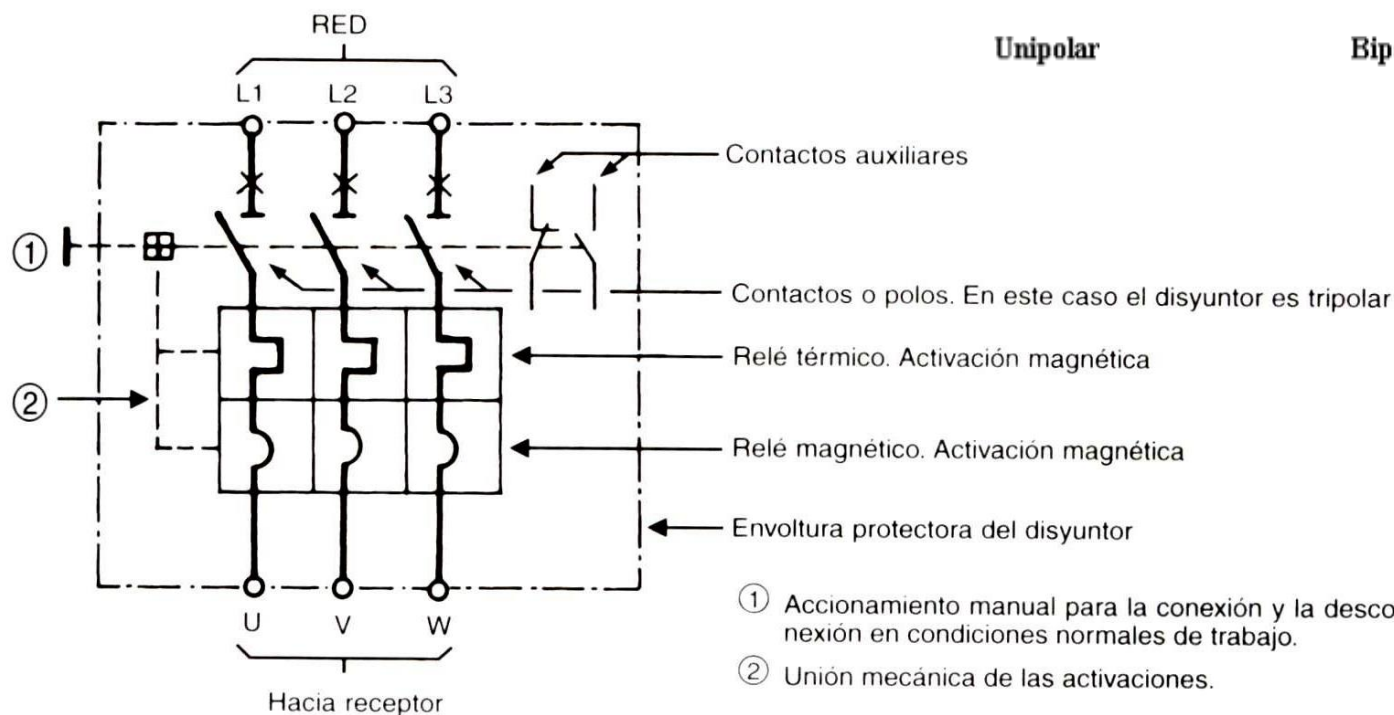 RED
Unipolar
Bip
L1 L2 L3
Contactos auxiliares
①
Contactos o polos. En este caso el disyuntor es tripolar
Relé térmico. Activación magnética
②
Relé magnético. Activación magnética
Envoltura protectora del disyuntor
U V W
① Accionamiento manual para la conexión y la desco
nexión en condiciones normales de trabajo.
② Unión mecánica de las activaciones.
Hacia receptor